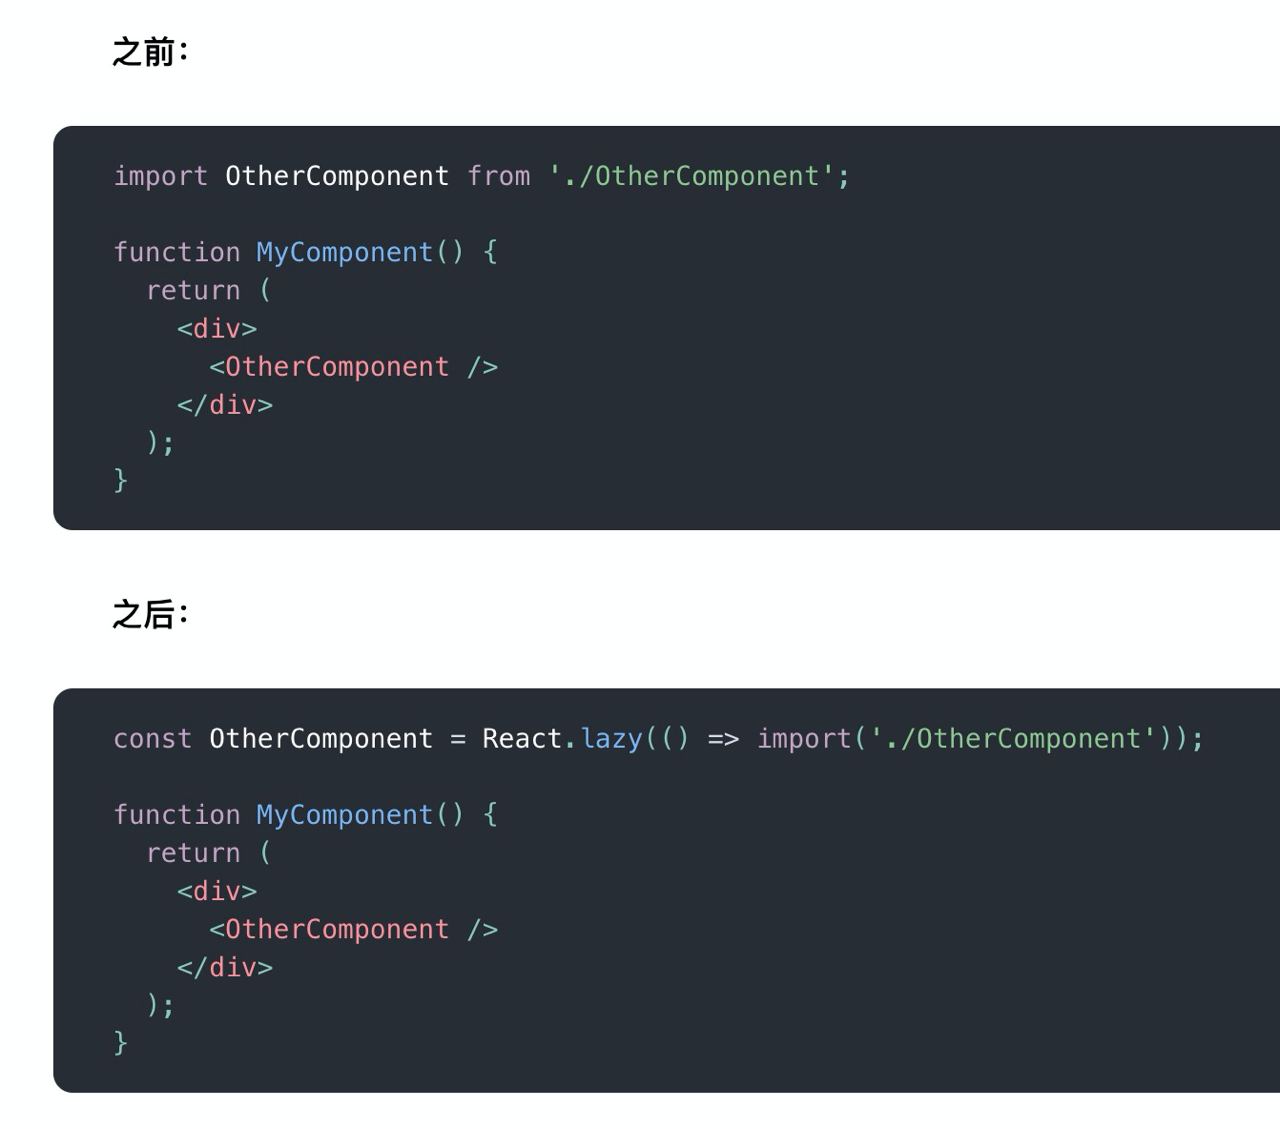 之前：
import OtherComponent from './OtherComponent';
function MyComponent() {
  return (
    <div>
      <OtherComponent />
    </div>
  );
}
之后：
const OtherComponent = React.lazy(() => import('./OtherComponent'));
function MyComponent() {
  return (
    <div>
      <OtherComponent />
    </div>
  );
}